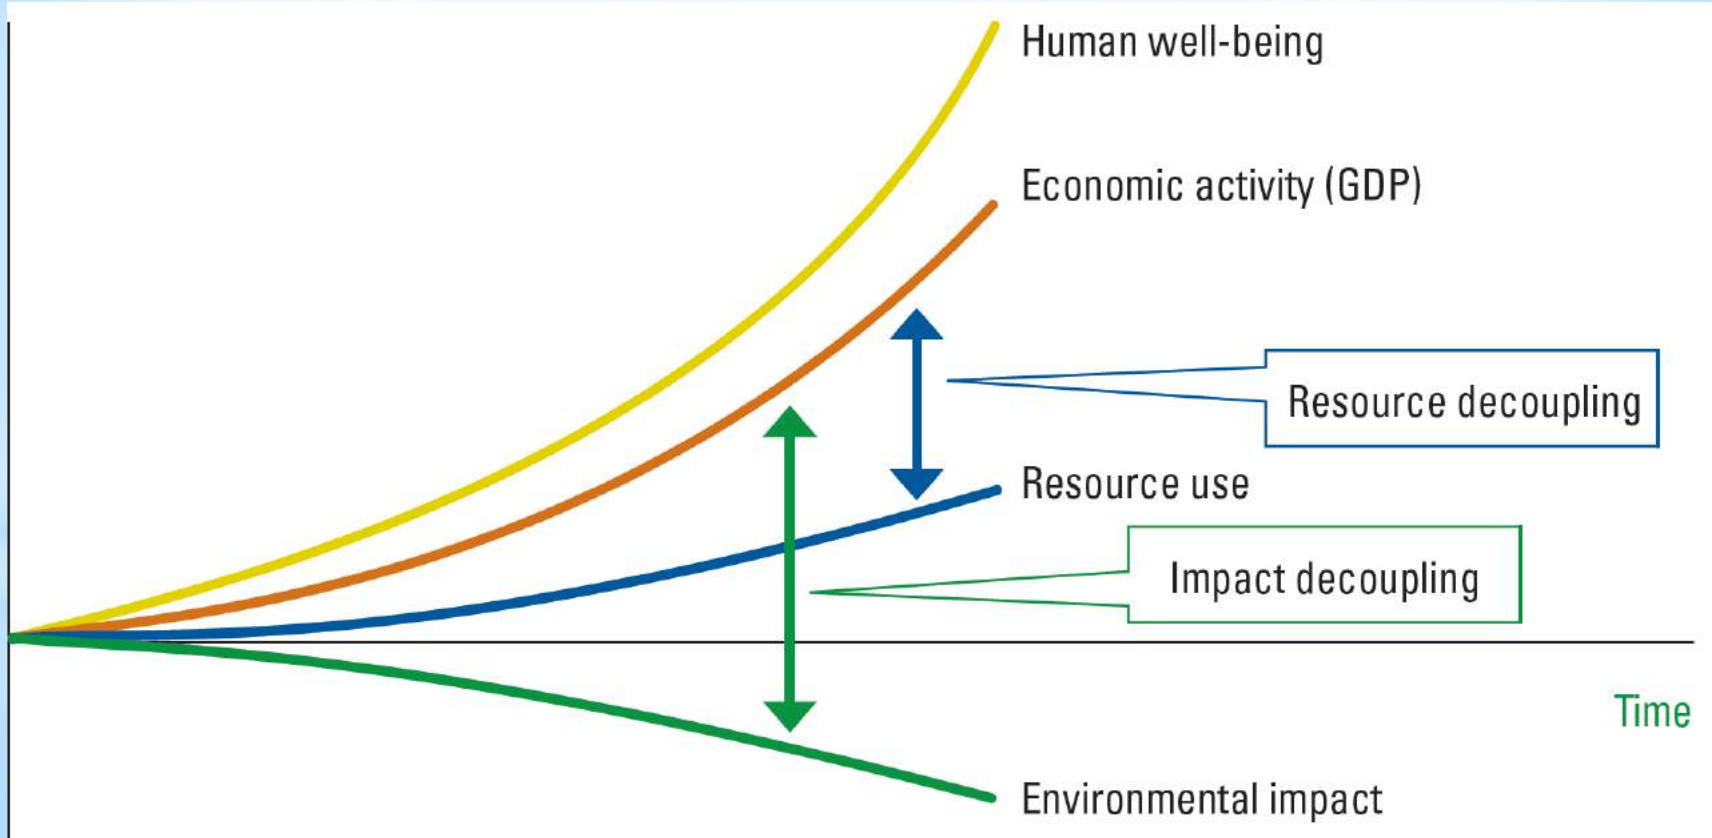 Human well-being
Economic activity (GDP)
Resource decoupling
Resource use
Impact decoupling
Time
Environmental impact